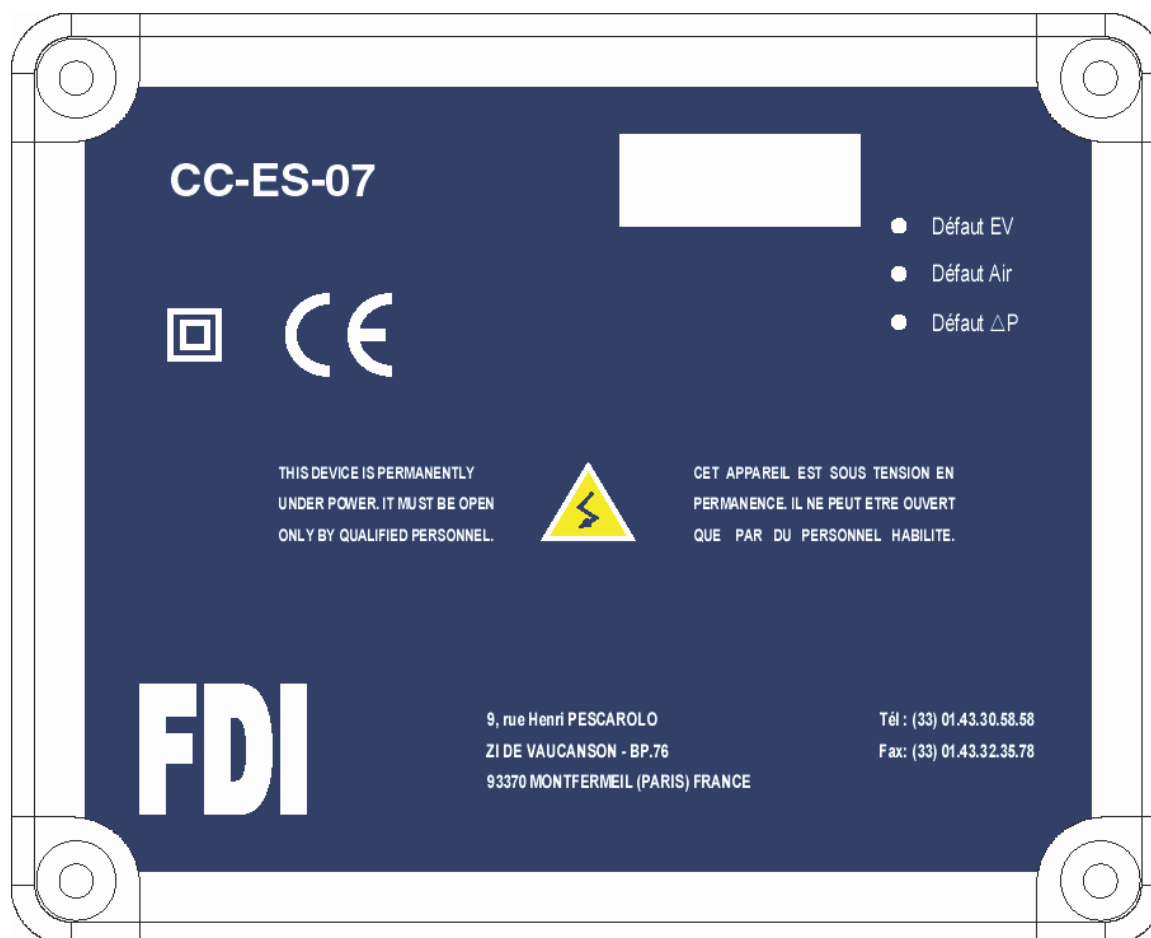 CC-ES-07
Défaut EV
Défaut Air
Défaut △P
CE
THIS DEVICE IS PERMANENTLY
UNDER POWER. IT MUST BE OPEN
ONLY BY QUALIFIED PERSONNEL.
CET APPAREIL EST SOUS TENSION EN
PERMANENCE. IL NE PEUT ETRE OUVERT
QUE PAR DU PERSONNEL HABILITE.
FDI
9, rue Henri PESCAROLO
ZI DE VAUCANSON - BP.76
93370 MONTFERMEIL (PARIS) FRANCE
Tél : (33) 01.43.30.58.58
Fax: (33) 01.43.32.35.78